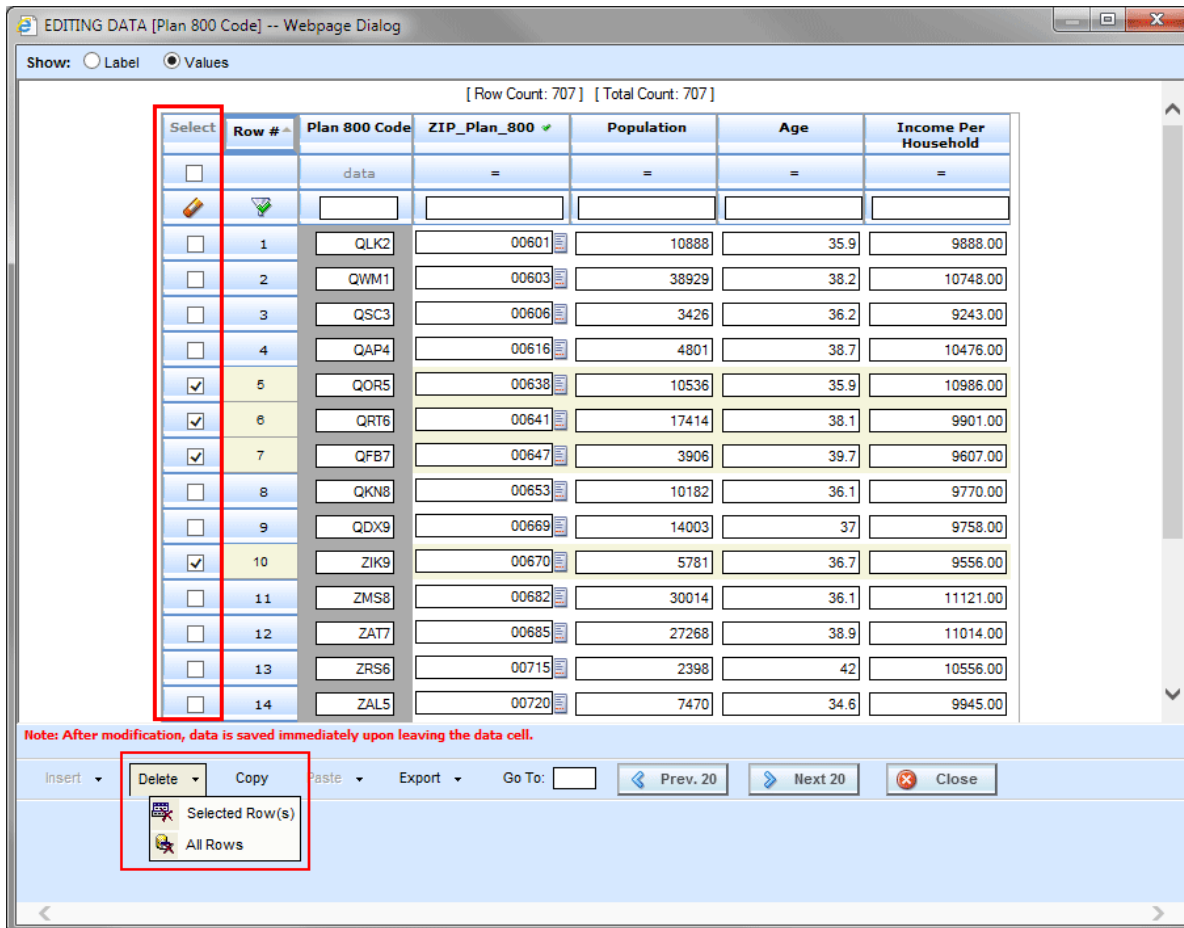 EDITING DATA [Plan 800 Code] -- Webpage Dialog
Show: Label Values
[ Row Count: 707 ] [ Total Count: 707 ]
Select Row # Plan 800 Code ZIP_Plan_800 Population Age Income Per Household
data = = = =
1 QLK2 00601 10888 35.9 9888.00
2 QWM1 00603 38929 38.2 10748.00
3 QSC3 00606 3426 36.2 9243.00
4 QAP4 00616 4801 38.7 10476.00
5 QOR5 00638 10536 35.9 10986.00
6 QRT6 00641 17414 38.1 9901.00
7 QFB7 00647 3906 39.7 9607.00
8 QKN8 00653 10182 36.1 9770.00
9 QDX9 00669 14003 37 9758.00
10 ZIK9 00670 5781 36.7 9556.00
11 ZMS8 00682 30014 36.1 11121.00
12 ZAT7 00685 27268 38.9 11014.00
13 ZRS6 00715 2398 42 10556.00
14 ZAL5 00720 7470 34.6 9945.00
Note: After modification, data is saved immediately upon leaving the data cell.
Insert Delete Copy Paste Export Go To: Prev. 20 Next 20 Close
Selected Row(s)
All Rows